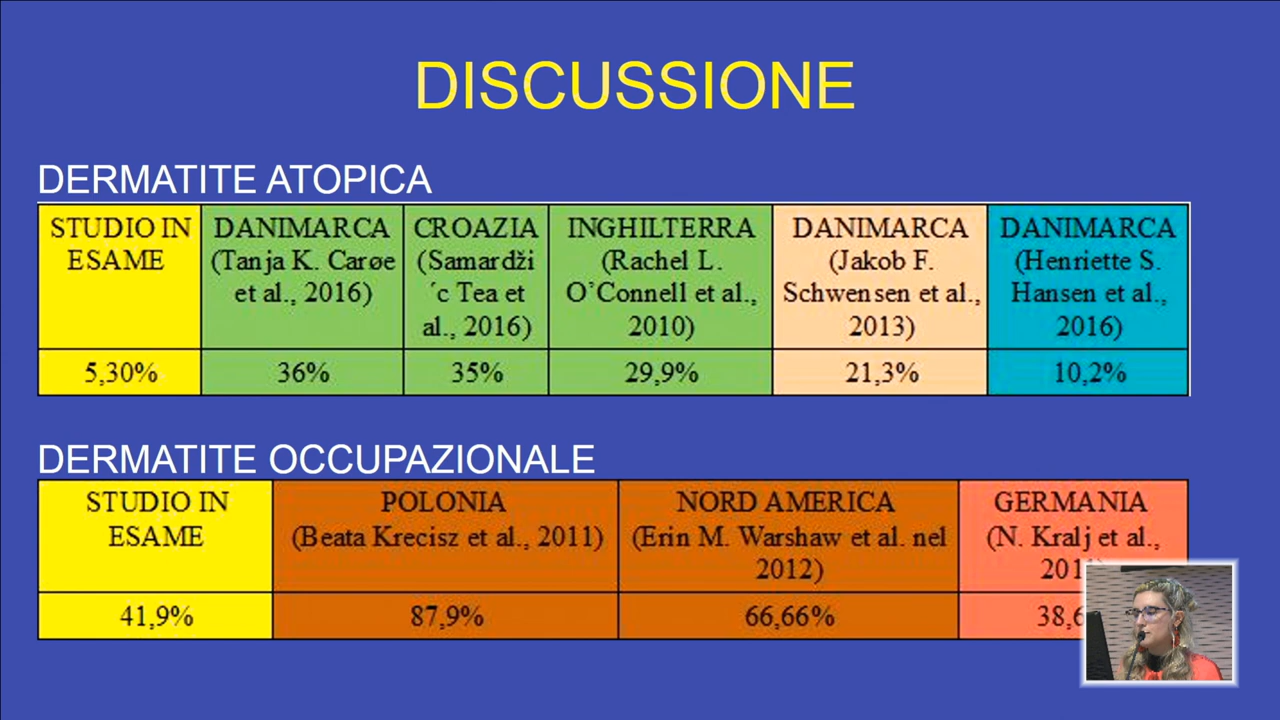 DISCUSSIONE
DERMATITE ATOPICA
STUDIO IN ESAME
DANIMARCA (Tanja K. Carøe et al., 2016)
CROAZIA (Samardži ´c Tea et al., 2016)
INGHILTERRA (Rachel L. O’Connell et al., 2010)
DANIMARCA (Jakob F. Schwensen et al., 2013)
DANIMARCA (Henriette S. Hansen et al., 2016)
5,30%
36%
35%
29,9%
21,3%
10,2%
DERMATITE OCCUPAZIONALE
STUDIO IN ESAME
POLONIA (Beata Krecisz et al., 2011)
NORD AMERICA (Erin M. Warshaw et al. nel 2012)
GERMANIA (N. Kralj et al.,
41,9%
87,9%
66,66%